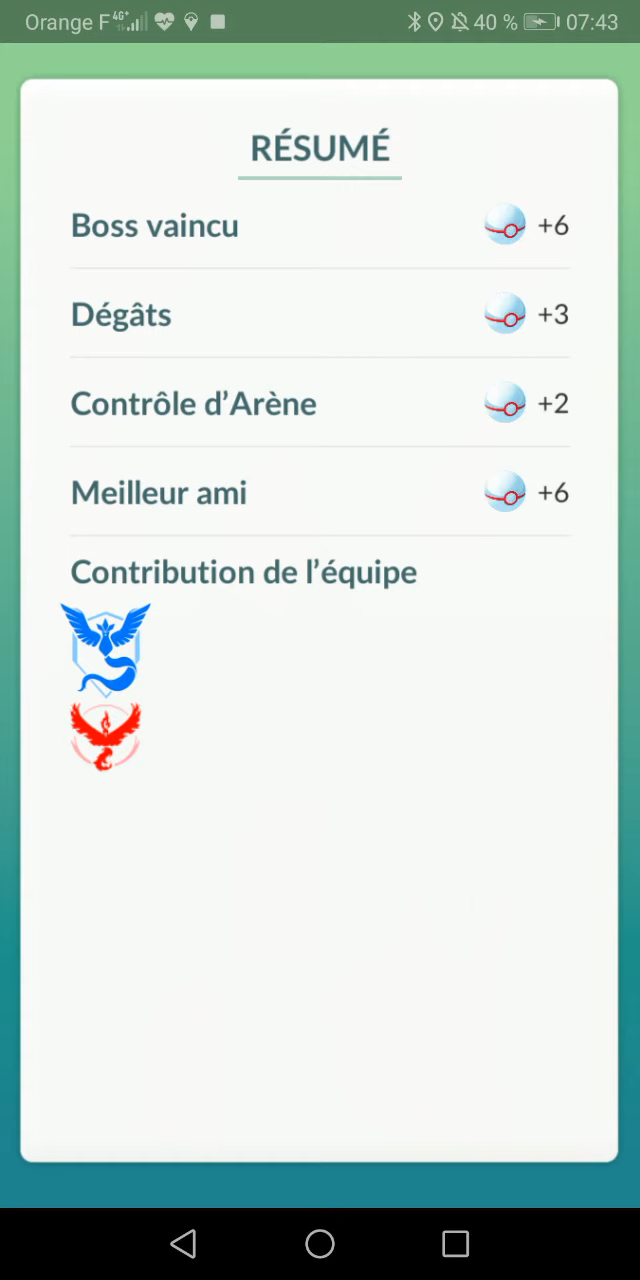 Orange F 4G+ 40 % 07:43
RÉSUMÉ
Boss vaincu +6
Dégâts +3
Contrôle d’Arène +2
Meilleur ami +6
Contribution de l’équipe